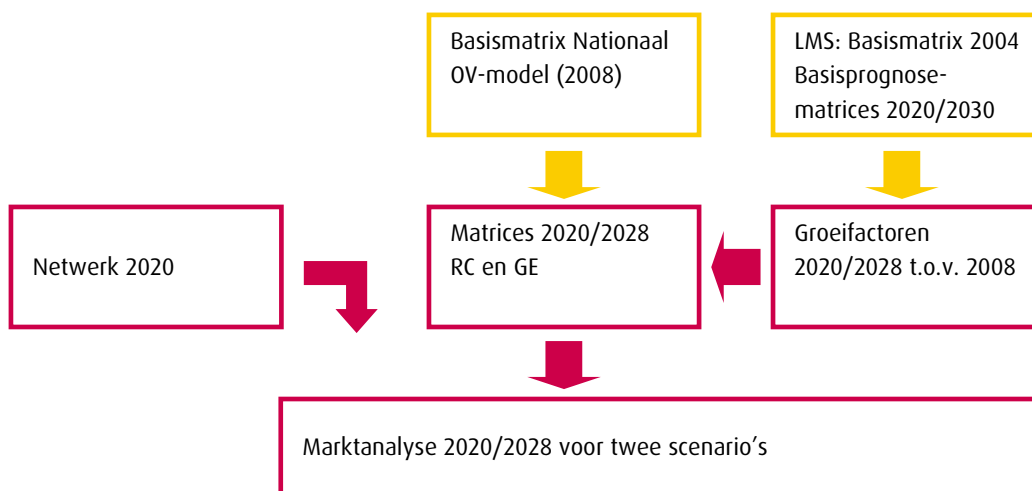 Basismatrix Nationaal
OV-model (2008)
LMS: Basismatrix 2004
Basisprognose-
matrices 2020/2030
Netwerk 2020
Matrices 2020/2028
RC en GE
Groeifactoren
2020/2028 t.o.v. 2008
Marktanalyse 2020/2028 voor twee scenario's